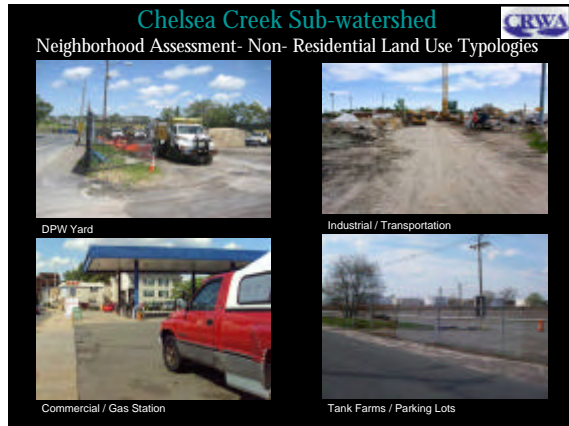 Chelsea Creek Sub-watershed
CRWA
Neighborhood Assessment- Non- Residential Land Use Typologies
DPW Yard
Industrial / Transportation
Commercial / Gas Station
Tank Farms / Parking Lots